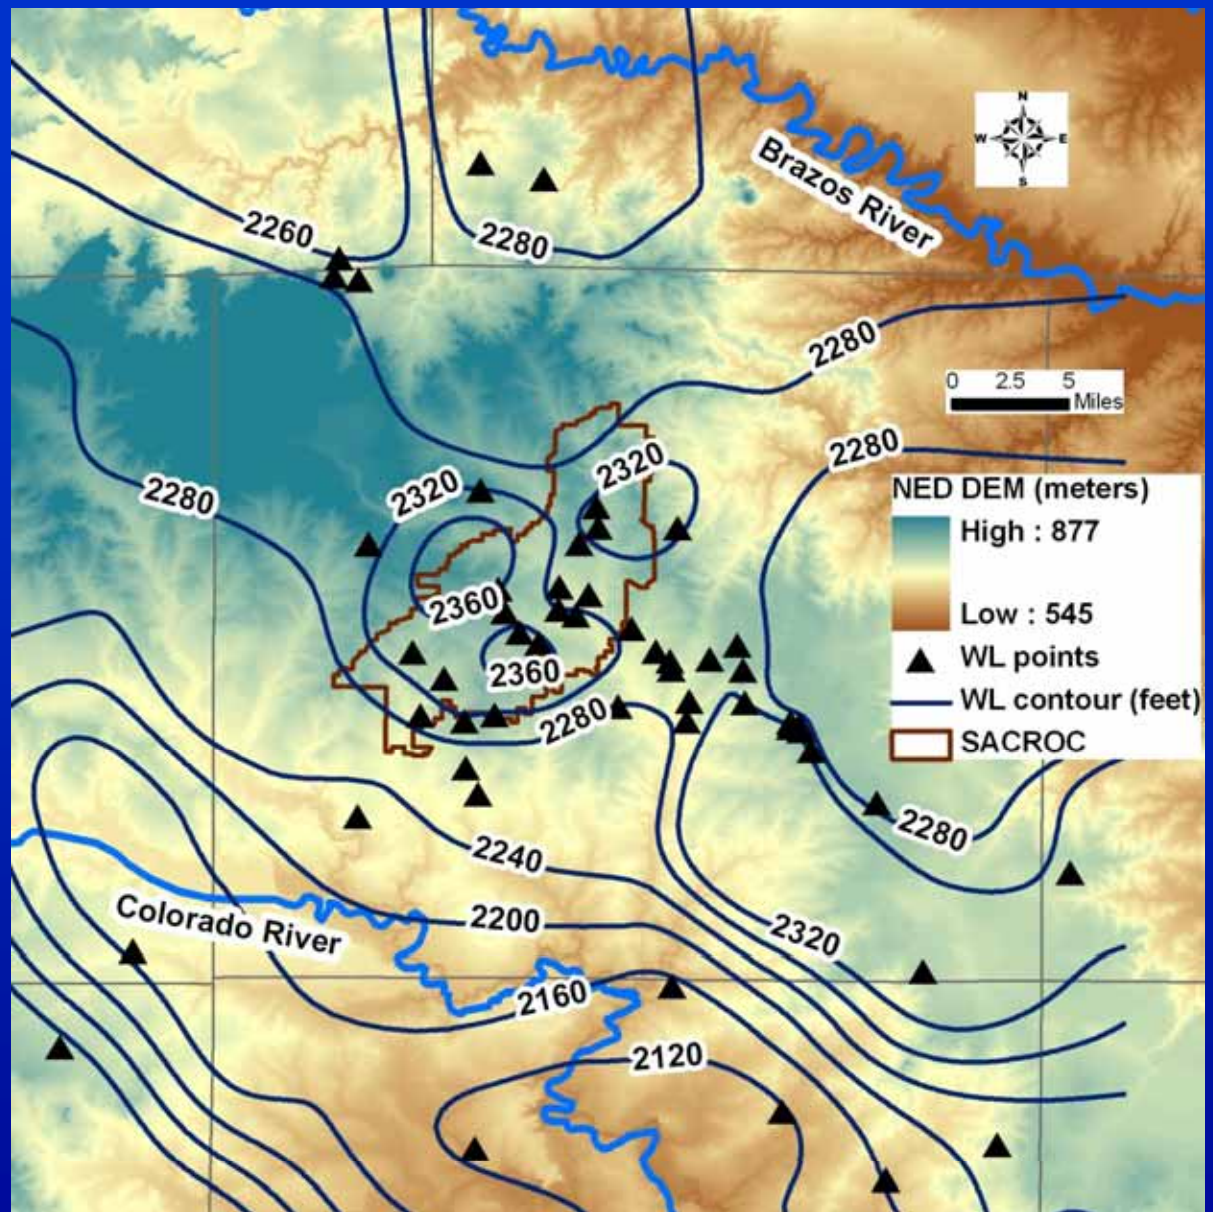 N
W E
S
Brazos River
2260
2280
2280
0 2.5 5
Miles
2280
2320
2320
2280
NED DEM (meters)
High : 877
Low : 545
WL points
WL contour (feet)
SACROC
2360
2360
2280
2280
2240
2200
2320
Colorado River
2160
2120